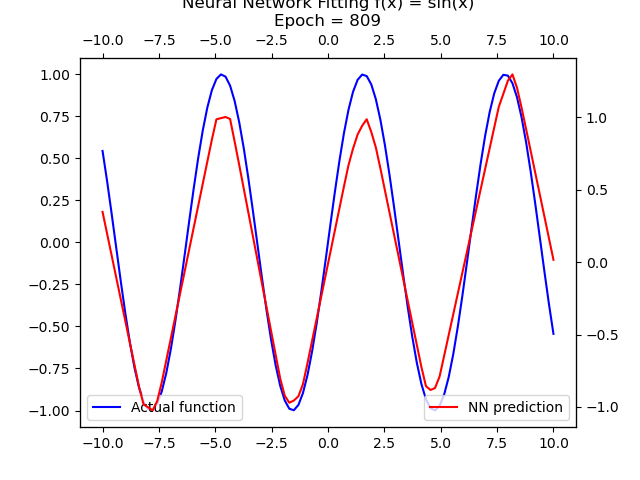 Neural Network Fitting f(x) = sin(x)
Epoch = 809
−10.0 −7.5 −5.0 −2.5 0.0 2.5 5.0 7.5 10.0
1.00
0.75
0.50
0.25
0.00
−0.25
−0.50
−0.75
−1.00
1.0
0.5
0.0
−0.5
−1.0
Actual function
NN prediction
−10.0 −7.5 −5.0 −2.5 0.0 2.5 5.0 7.5 10.0